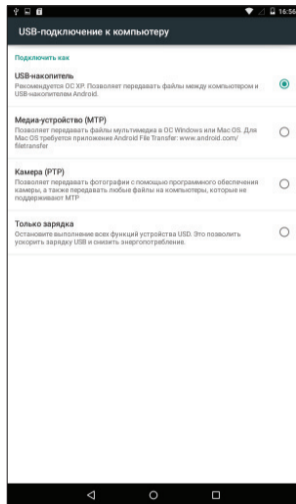 16:56
USB-подключение к компьютеру
Подключить как
USB-накопитель
Рекомендуется ОС XP. Позволяет передавать файлы между компьютером и
USB-накопителем Android.
Медиа-устройство (MTP)
Позволяет передавать файлы мультимедиа в ОС Windows или Mac OS. Для
Mac OS требуется приложение Android File Transfer: www.android.com/
filetransfer
Камера (PTP)
Позволяет передавать фотографии с помощью программного обеспечения
камеры, а также передавать любые файлы на компьютеры, которые не
поддерживают MTP
Только зарядка
Остановите выполнение всех функций устройства USD. Это позволить
ускорить зарядку USB и снизить энергопотребление.